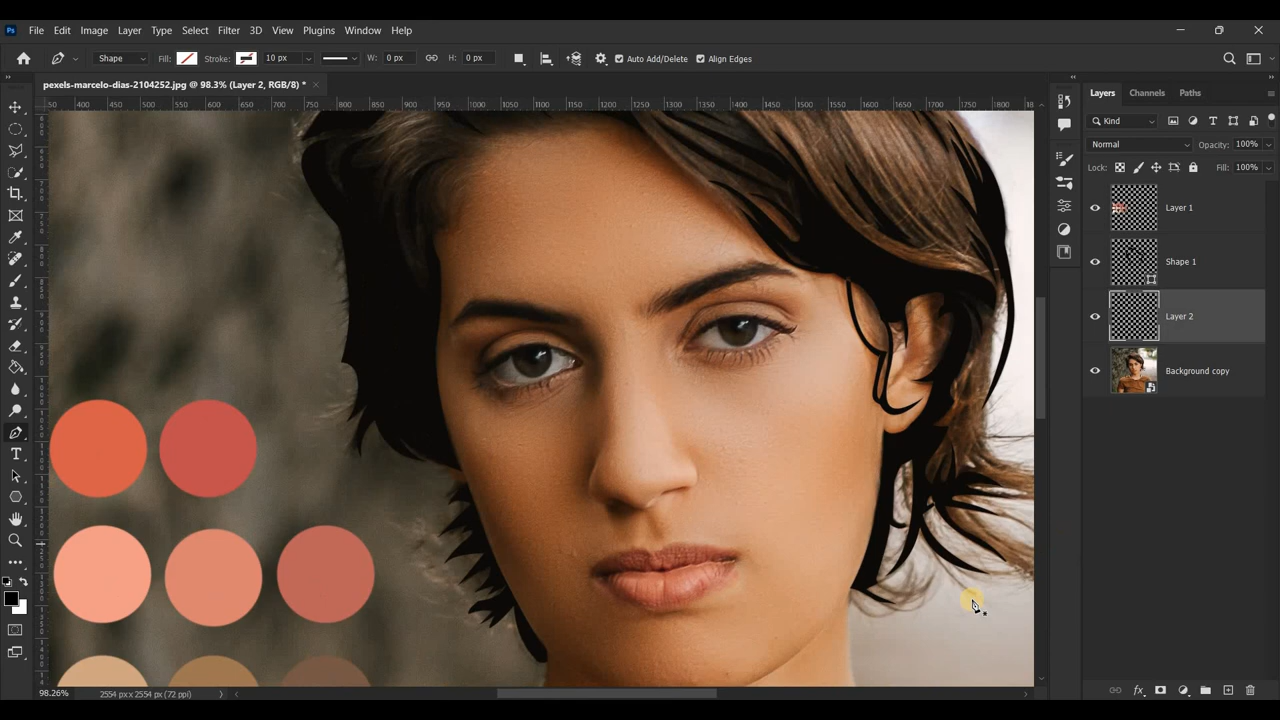 Ps File Edit Image Layer Type Select Filter 3D View Plugins Window Help
Shape Fill: Stroke: 10 px W: 0 px H: 0 px Auto Add/Delete Align Edges
pexels-marcelo-dias-2104252.jpg @ 98.3% (Layer 2, RGB/8) *
50 400 450 500 550 600 650 700 750 800 850 900 950 1000 1050 1100 1150 1200 1250 1300 1350 1400 1450 1500 1550 1600 1650 1700 1750 1800
Layers Channels Paths
Kind
Normal Opacity: 100%
Lock: Fill: 100%
Layer 1
Shape 1
Layer 2
Background copy
98.26% 2554 px x 2554 px (72 ppi)